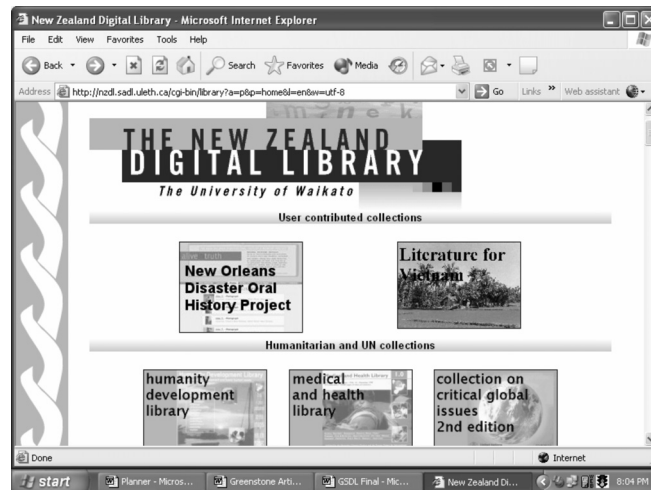 New Zealand Digital Library - Microsoft Internet Explorer
File Edit View Favorites Tools Help
Back Search Favorites Media
Address http://nzdl.sadl.uleth.ca/cgi-bin/library?a=p&p=home&l=en&w=utf-8 Go Links » Web assistant
THE NEW ZEALAND
DIGITAL LIBRARY
The University of Waikato
User contributed collections
alive truth
New Orleans
Disaster Oral
History Project
Literature for
Vietnam
Humanitarian and UN collections
humanity
development
library
medical
and health
library
collection on
critical global
issues
2nd edition
Done Internet
start Planner - Micros... Greenstone Arti... GSDL Final - Mic... New Zealand Di... 8:04 PM